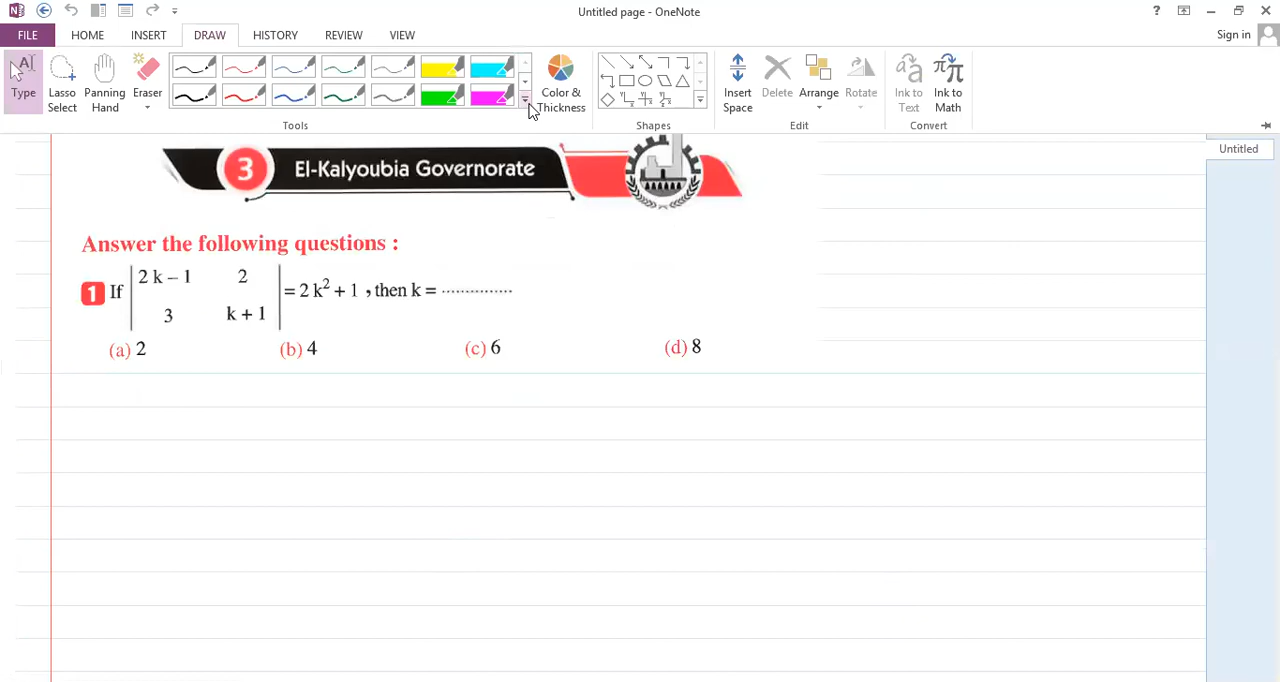 Untitled page - OneNote
?
FILE HOME INSERT DRAW HISTORY REVIEW VIEW
Sign in
Type
Lasso Select
Panning Hand
Eraser
Color & Thickness
Insert Space
Delete
Arrange
Rotate
Ink to Text
Ink to Math
Tools
Shapes
Edit
Convert
Untitled
3 El-Kalyoubia Governorate
Answer the following questions :
1 If | 2 k – 1 2 |
| 3 k + 1 | = 2 k² + 1 , then k = ...............
(a) 2 (b) 4 (c) 6 (d) 8